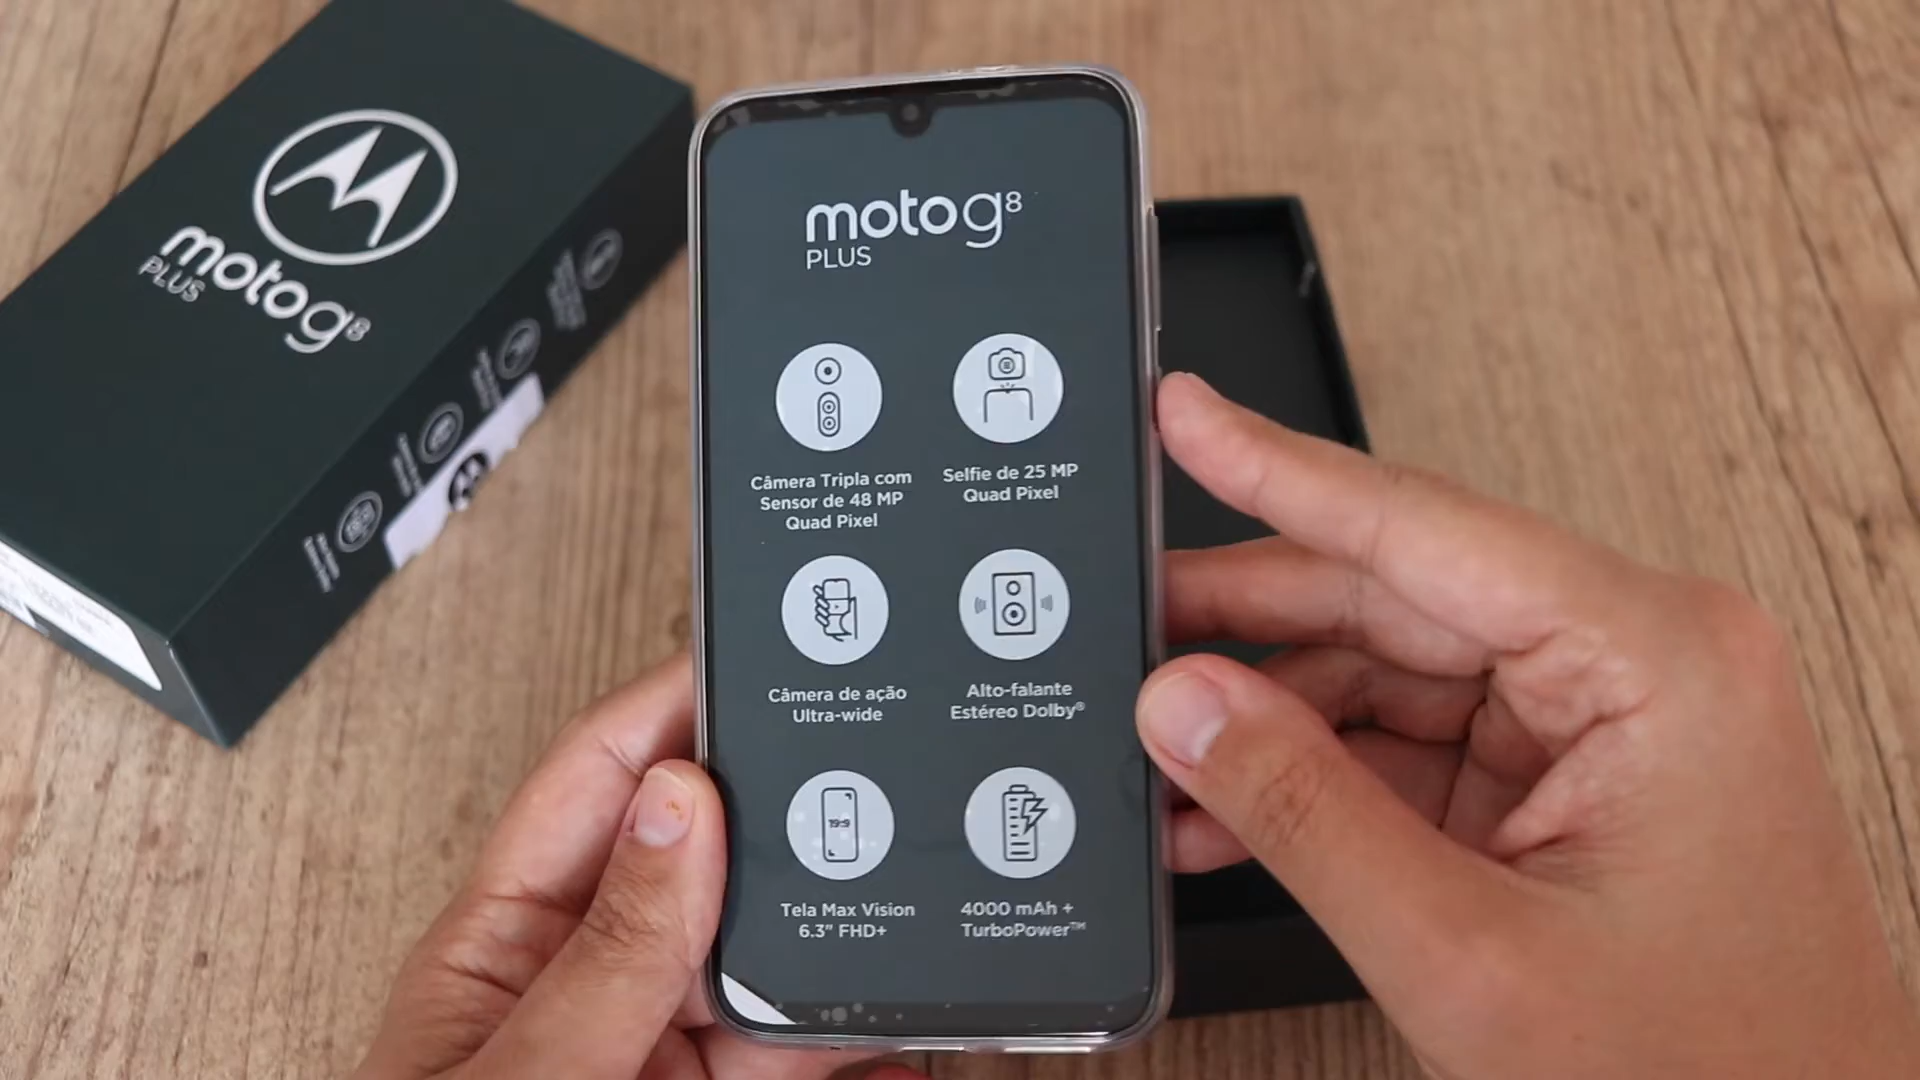 moto g8
PLUS
moto g8
PLUS
Câmera Tripla com
Sensor de 48 MP
Quad Pixel
Selfie de 25 MP
Quad Pixel
Câmera de ação
Ultra-wide
Alto-falante
Estéreo Dolby®
19:9
Tela Max Vision
6.3" FHD+
4000 mAh +
TurboPower™